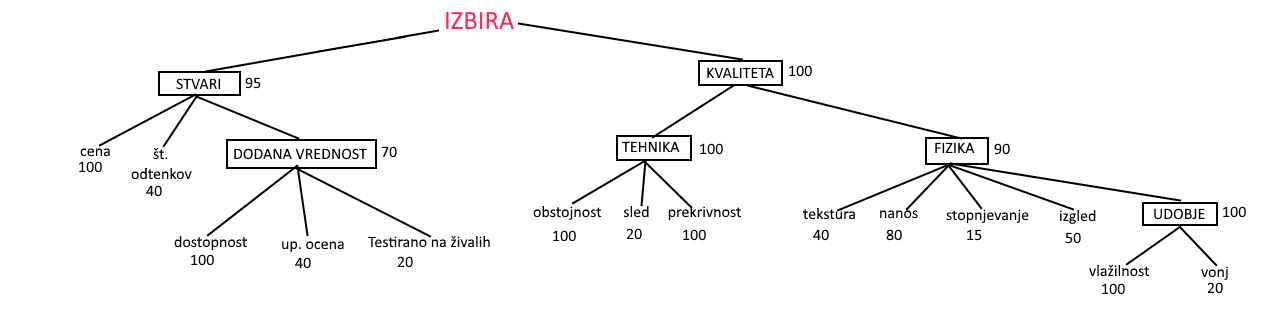 IZBIRA
STVARI 95
KVALITETA 100
cena
100
št.
odtenkov
40
DODANA VREDNOST 70
TEHNIKA 100
FIZIKA 90
dostopnost
100
up. ocena
40
Testirano na živalih
20
obstojnost
100
sled
20
prekrivnost
100
tekstura
40
nanos
80
stopnjevanje
15
izgled
50
UDOBJE 100
vlažilnost
100
vonj
20